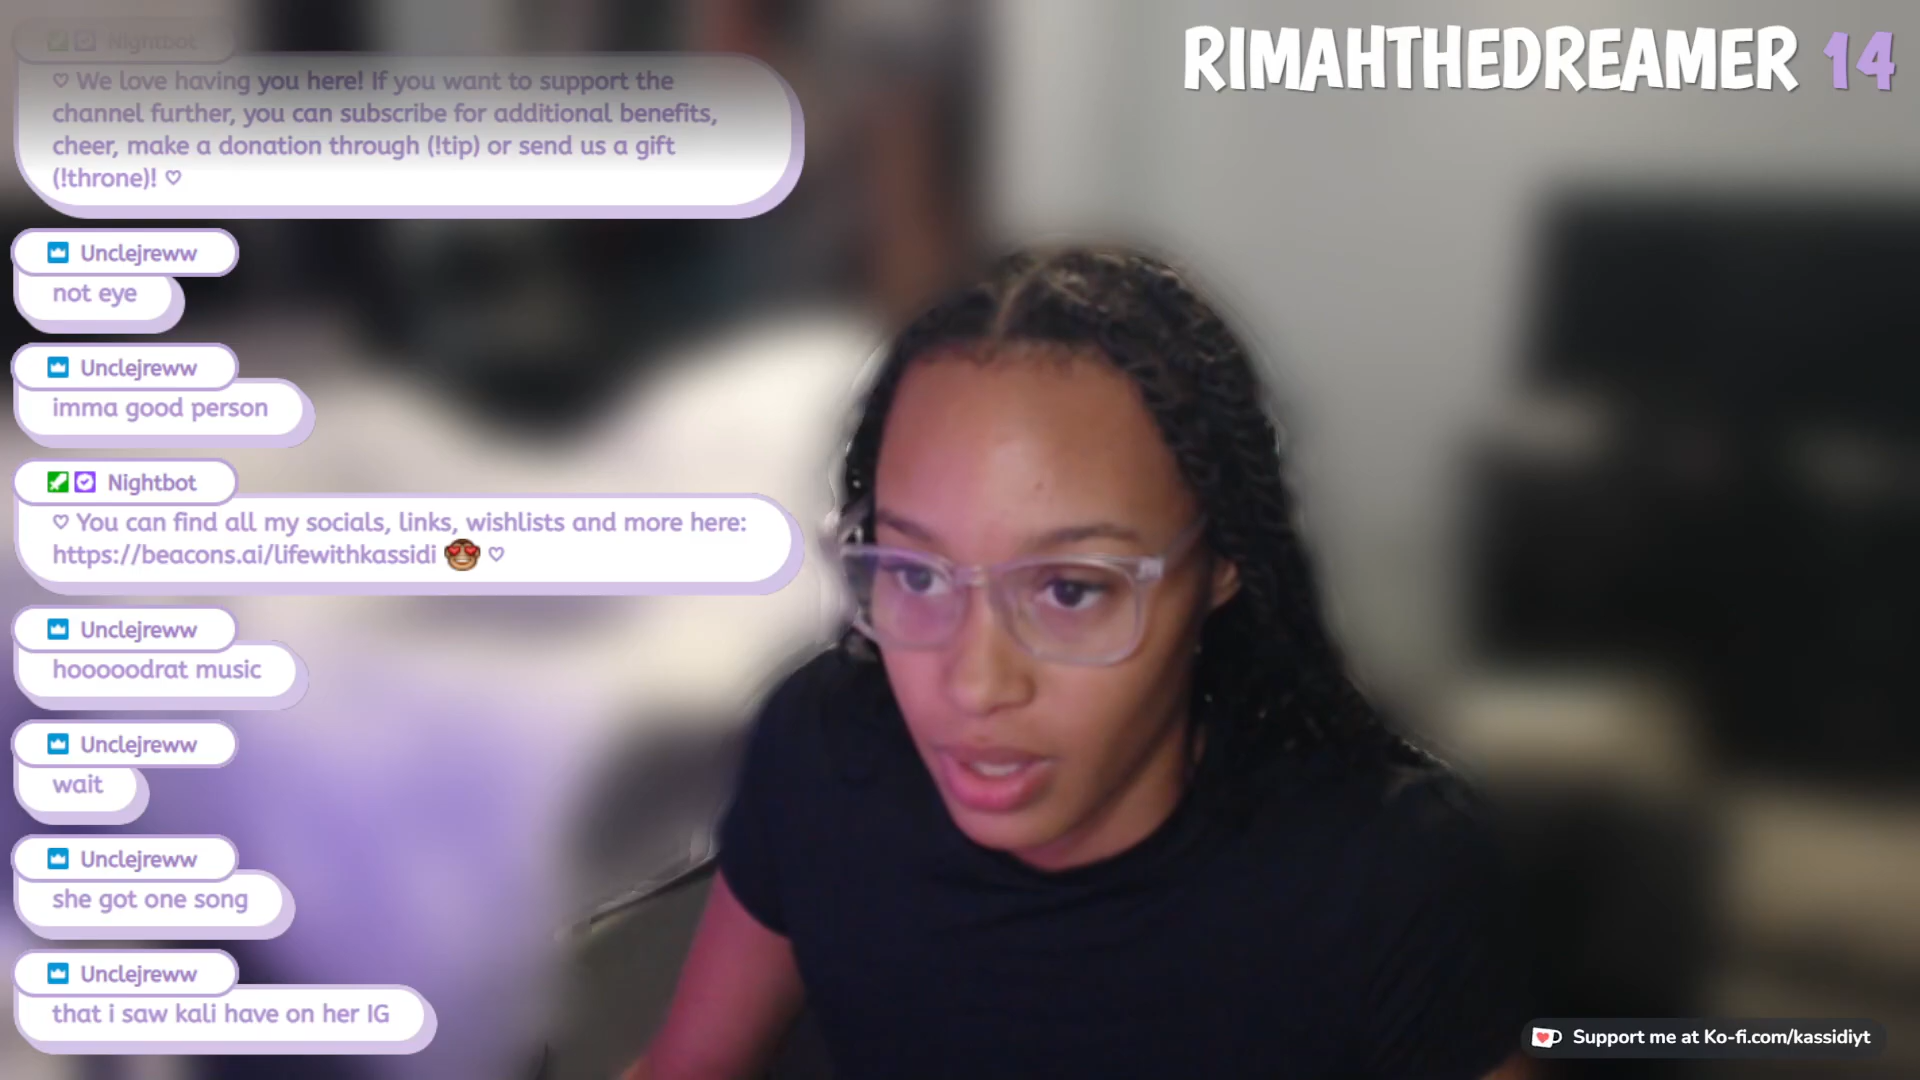 Nightbot
♡ We love having you here! If you want to support the
channel further, you can subscribe for additional benefits,
cheer, make a donation through (!tip) or send us a gift
(!throne)! ♡
Unclejreww
not eye
Unclejreww
imma good person
Nightbot
♡ You can find all my socials, links, wishlists and more here:
https://beacons.ai/lifewithkassidi ♡
Unclejreww
hooooodrat music
Unclejreww
wait
Unclejreww
she got one song
Unclejreww
that i saw kali have on her IG
RIMAHTHEDREAMER 14
Support me at Ko-fi.com/kassidiyt